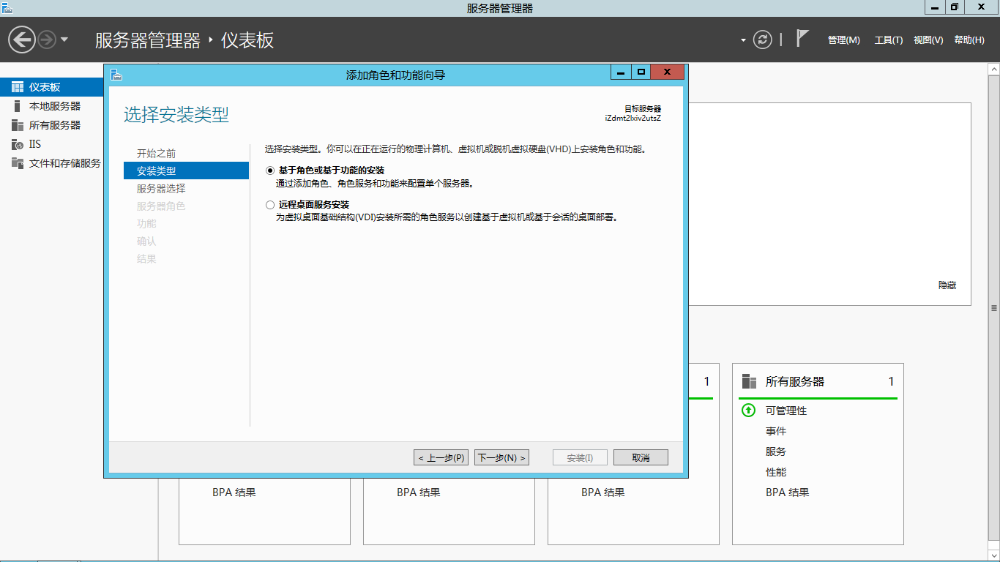 服务器管理器
服务器管理器 · 仪表板
管理(M) 工具(T) 视图(V) 帮助(H)
仪表板
本地服务器
所有服务器
IIS
文件和存储服务
添加角色和功能向导
选择安装类型
目标服务器
iZdmt2lxiv2utsZ
开始之前
安装类型
服务器选择
服务器角色
功能
确认
结果
选择安装类型。你可以在正在运行的物理计算机、虚拟机或脱机虚拟硬盘(VHD)上安装角色和功能。
基于角色或基于功能的安装
通过添加角色、角色服务和功能来配置单个服务器。
远程桌面服务安装
为虚拟桌面基础结构(VDI)安装所需的角色服务以创建基于虚拟机或基于会话的桌面部署。
< 上一步(P) 下一步(N) > 安装(I) 取消
隐藏
1
所有服务器 1
可管理性
事件
服务
性能
BPA 结果 BPA 结果 BPA 结果 BPA 结果